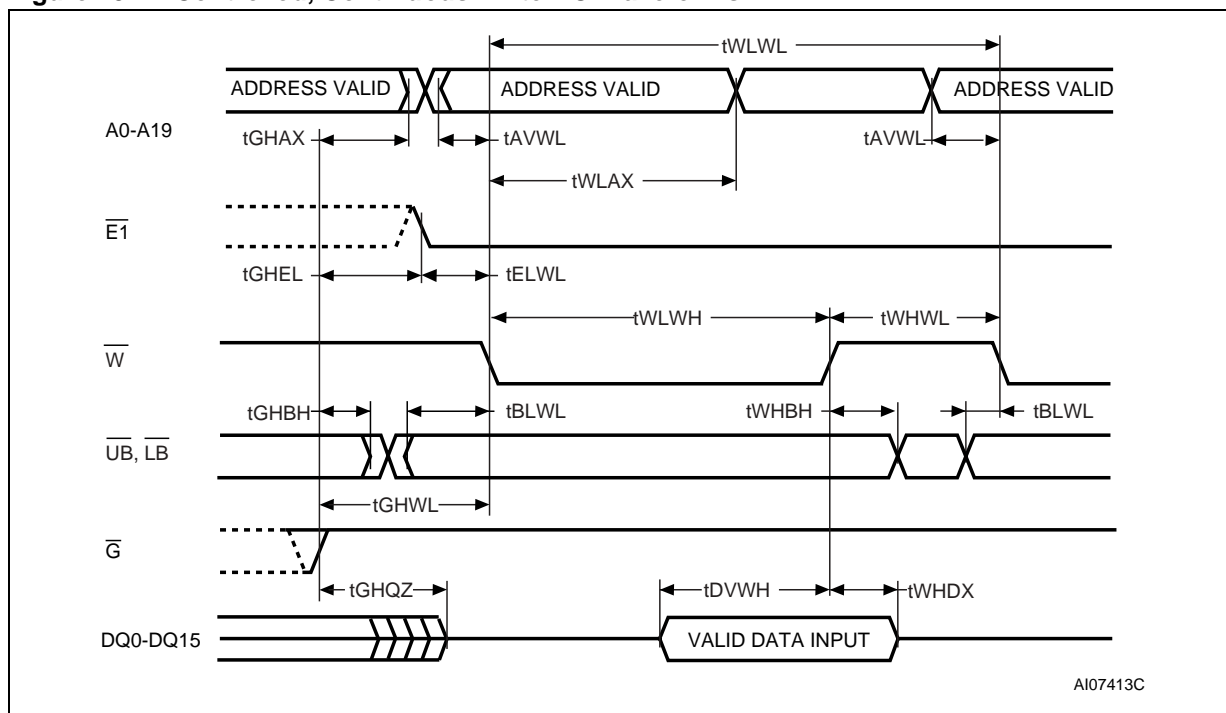 tWLWL
ADDRESS VALID ADDRESS VALID ADDRESS VALID
A0-A19
tGHAX tAVWL tAVWL
tWLAX
E1
tGHEL tELWL
tWLWH tWHWL
W
tGHBH tBLWL tWHBH tBLWL
UB, LB
tGHWL
G
tGHQZ tDVWH tWHDX
DQ0-DQ15 VALID DATA INPUT
AI07413C